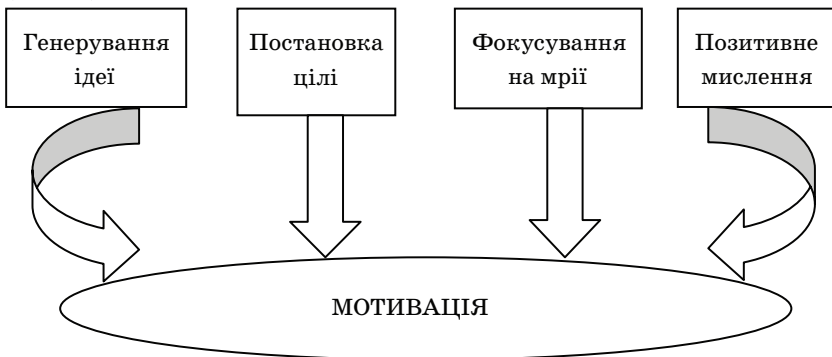 Генерування
ідеї
Постановка
цілі
Фокусування
на мрії
Позитивне
мислення
МОТИВАЦІЯ